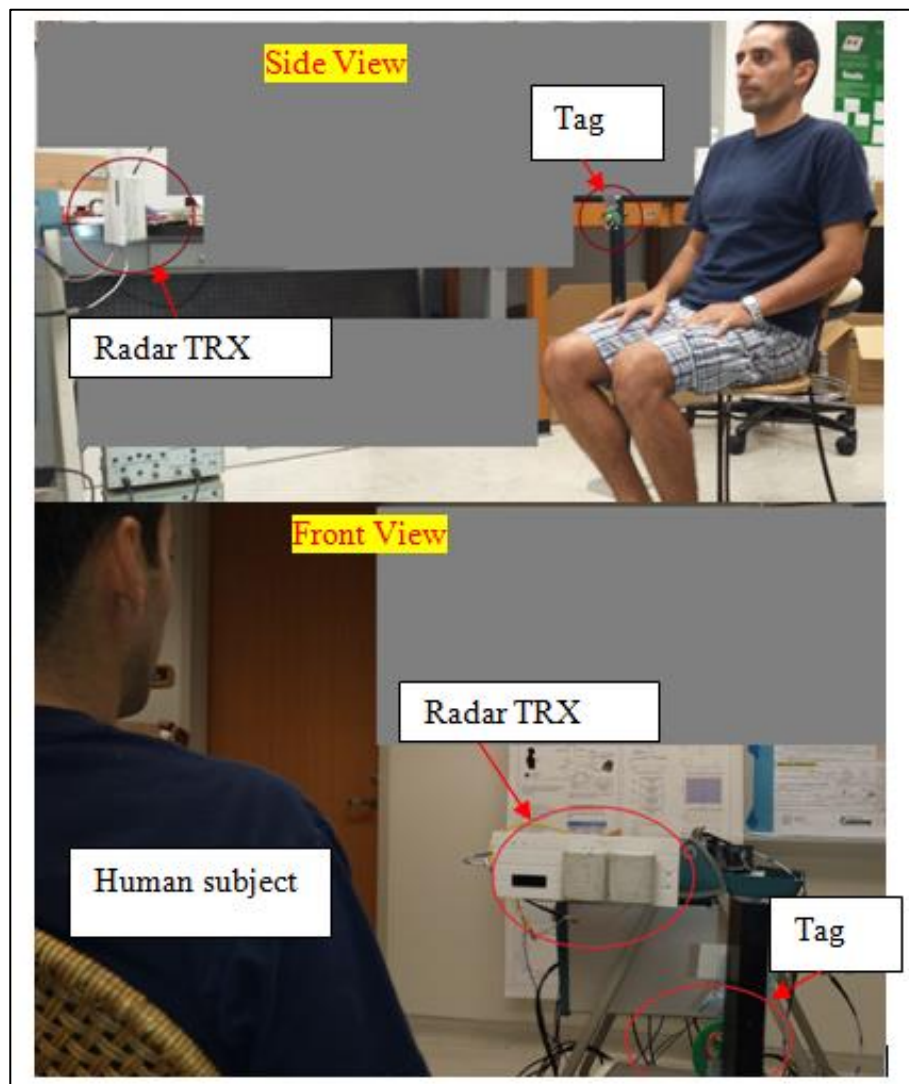 Side View
Tag
Radar TRX
Front View
Radar TRX
Human subject
Tag